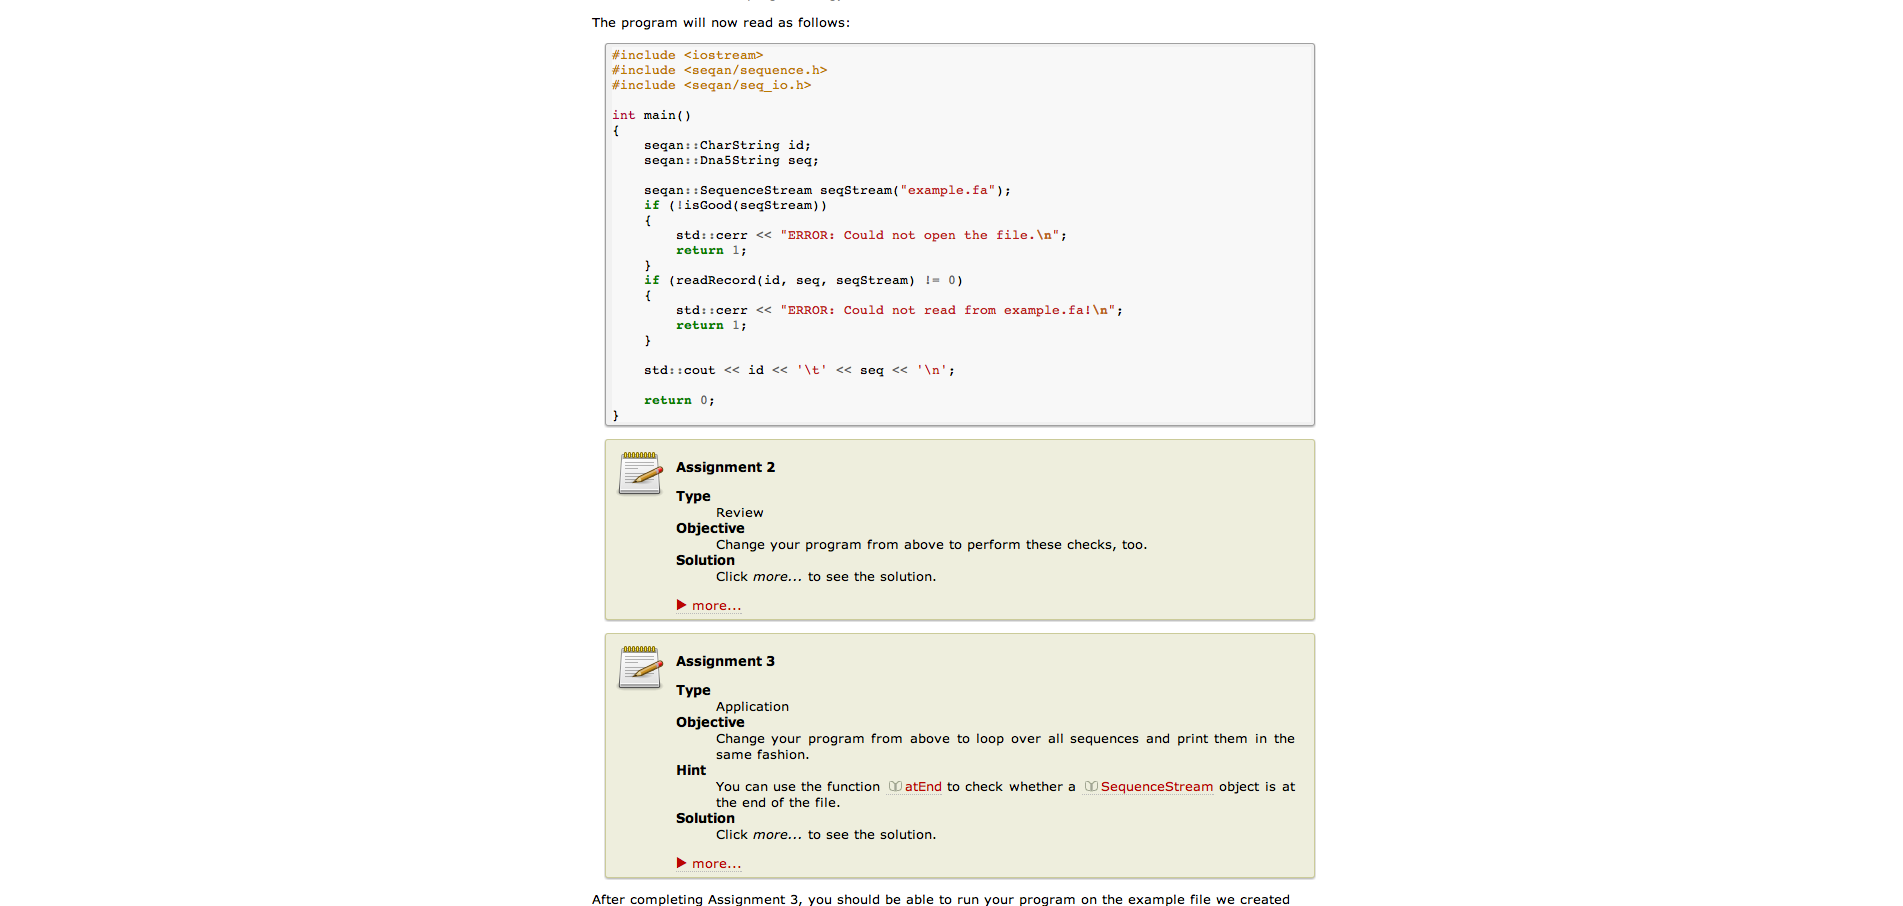 The program will now read as follows:
#include <iostream>
#include <seqan/sequence.h>
#include <seqan/seq_io.h>
int main()
{
    seqan::CharString id;
    seqan::Dna5String seq;
    seqan::SequenceStream seqStream("example.fa");
    if (!isGood(seqStream))
    {
        std::cerr << "ERROR: Could not open the file.\n";
        return 1;
    }
    if (readRecord(id, seq, seqStream) != 0)
    {
        std::cerr << "ERROR: Could not read from example.fa!\n";
        return 1;
    }
    std::cout << id << '\t' << seq << '\n';
    return 0;
}
Assignment 2
Type
Review
Objective
Change your program from above to perform these checks, too.
Solution
Click more... to see the solution.
more...
Assignment 3
Type
Application
Objective
Change your program from above to loop over all sequences and print them in the
same fashion.
Hint
You can use the function atEnd to check whether a SequenceStream object is at
the end of the file.
Solution
Click more... to see the solution.
more...
After completing Assignment 3, you should be able to run your program on the example file we created